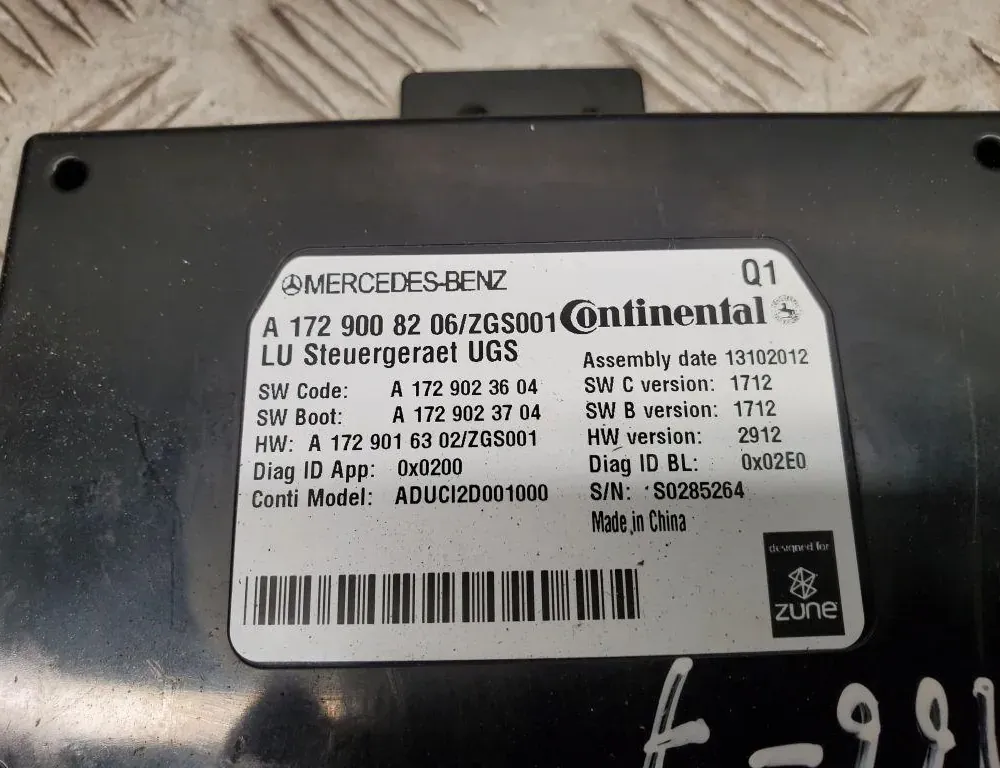 MERCEDES-BENZ
Q1
A 172 900 82 06/ZGS001 Continental
LU Steuergeraet UGS
Assembly date 13102012
SW Code: A 172 902 36 04 SW C version: 1712
SW Boot: A 172 902 37 04 SW B version: 1712
HW: A 172 901 63 02/ZGS001 HW version: 2912
Diag ID App: 0x0200 Diag ID BL: 0x02E0
Conti Model: ADUCI2D001000 S/N: S0285264
Made in China
designed for
zune